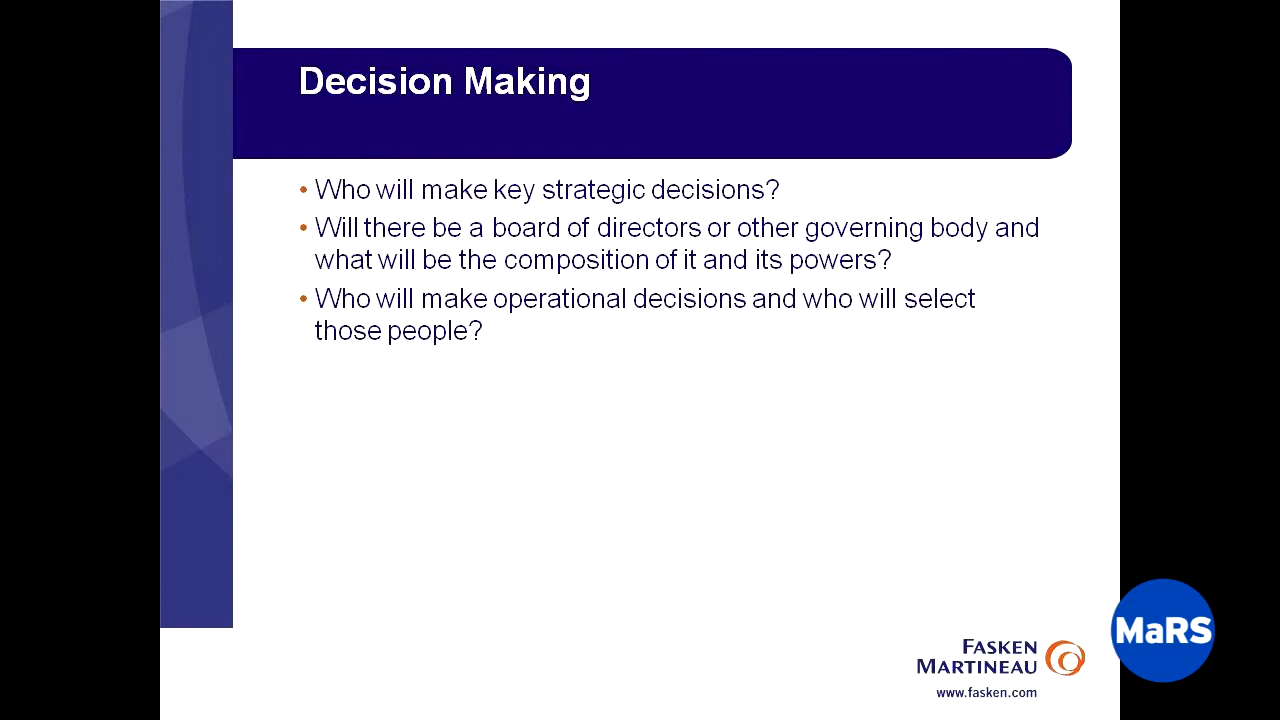 Decision Making
• Who will make key strategic decisions?
• Will there be a board of directors or other governing body and
what will be the composition of it and its powers?
• Who will make operational decisions and who will select
those people?
FASKEN
MARTINEAU
www.fasken.com
MaRS